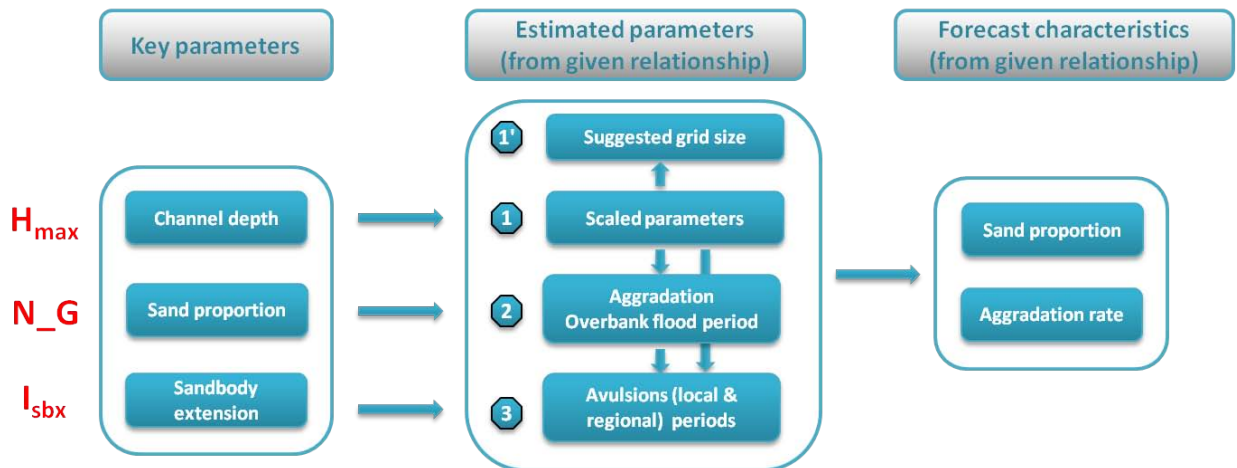 Key parameters
Estimated parameters
(from given relationship)
Forecast characteristics
(from given relationship)
1'
Suggested grid size
H_max
Channel depth
1
Scaled parameters
Sand proportion
N_G
Sand proportion
2
Aggradation
Overbank flood period
Aggradation rate
I_sbx
Sandbody
extension
3
Avulsions (local &
regional) periods